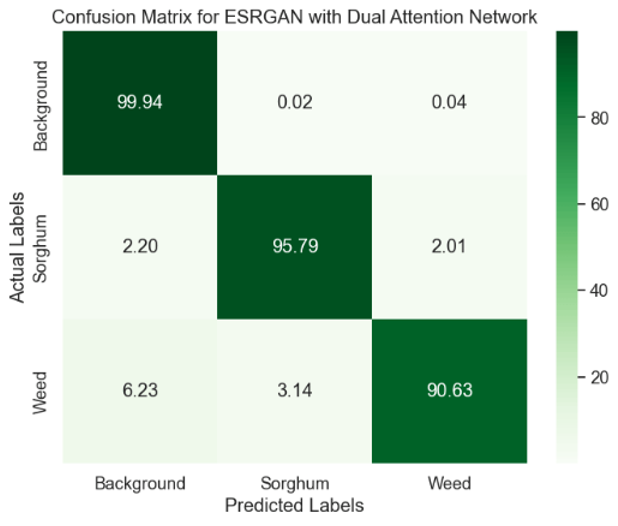 Confusion Matrix for ESRGAN with Dual Attention Network
Actual Labels
Background
99.94 0.02 0.04
Sorghum
2.20 95.79 2.01
Weed
6.23 3.14 90.63
Background Sorghum Weed
Predicted Labels
80
60
40
20